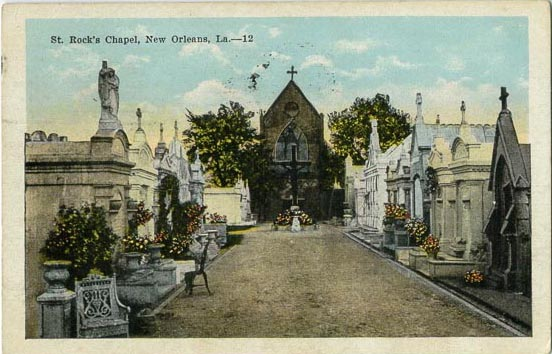 St. Rock's Chapel, New Orleans, La.—12